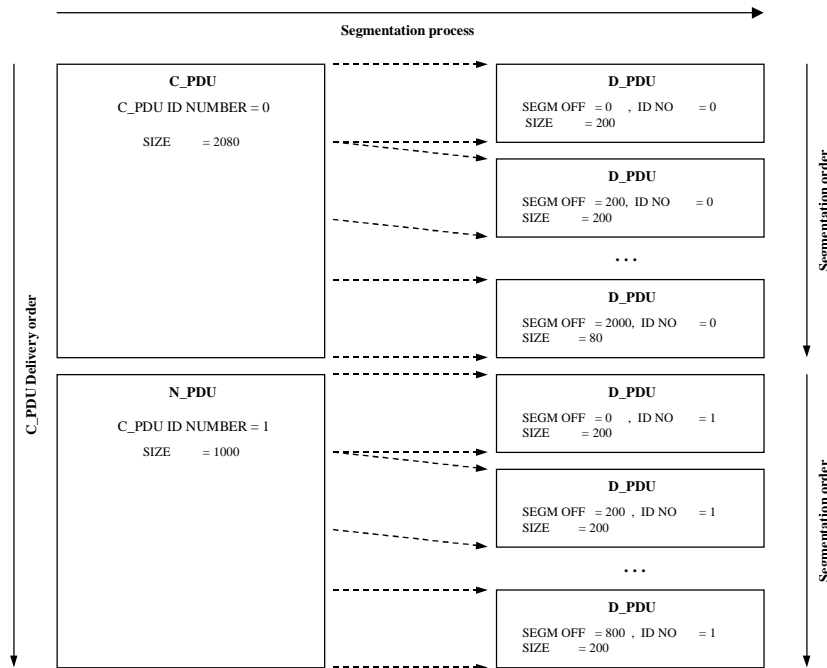 Segmentation process
C_PDU Delivery order
C_PDU
C_PDU ID NUMBER = 0
SIZE = 2080
D_PDU
SEGM OFF = 0 , ID NO = 0
SIZE = 200
D_PDU
SEGM OFF = 200, ID NO = 0
SIZE = 200
. . .
D_PDU
SEGM OFF = 2000, ID NO = 0
SIZE = 80
Segmentation order
N_PDU
C_PDU ID NUMBER = 1
SIZE = 1000
D_PDU
SEGM OFF = 0 , ID NO = 1
SIZE = 200
D_PDU
SEGM OFF = 200 , ID NO = 1
SIZE = 200
. . .
D_PDU
SEGM OFF = 800 , ID NO = 1
SIZE = 200
Segmentation order